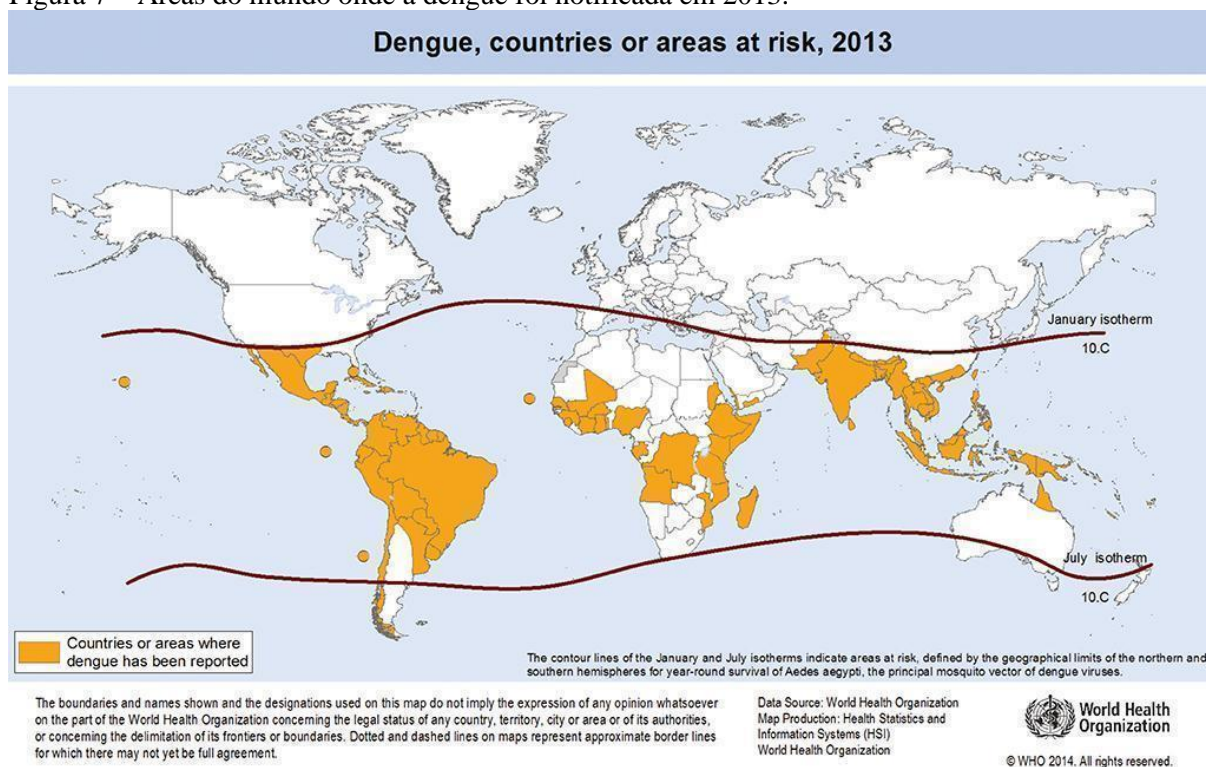 Figura 7 – Áreas do mundo onde a dengue foi notificada em 2013.
Dengue, countries or areas at risk, 2013
January isotherm
10.C
July isotherm
10.C
Countries or areas where
dengue has been reported
The contour lines of the January and July isotherms indicate areas at risk, defined by the geographical limits of the northern and
southern hemispheres for year-round survival of Aedes aegypti, the principal mosquito vector of dengue viruses.
The boundaries and names shown and the designations used on this map do not imply the expression of any opinion whatsoever
on the part of the World Health Organization concerning the legal status of any country, territory, city or area or of its authorities,
or concerning the delimitation of its frontiers or boundaries. Dotted and dashed lines on maps represent approximate border lines
for which there may not yet be full agreement.
Data Source: World Health Organization
Map Production: Health Statistics and
Information Systems (HSI)
World Health Organization
World Health
Organization
© WHO 2014. All rights reserved.